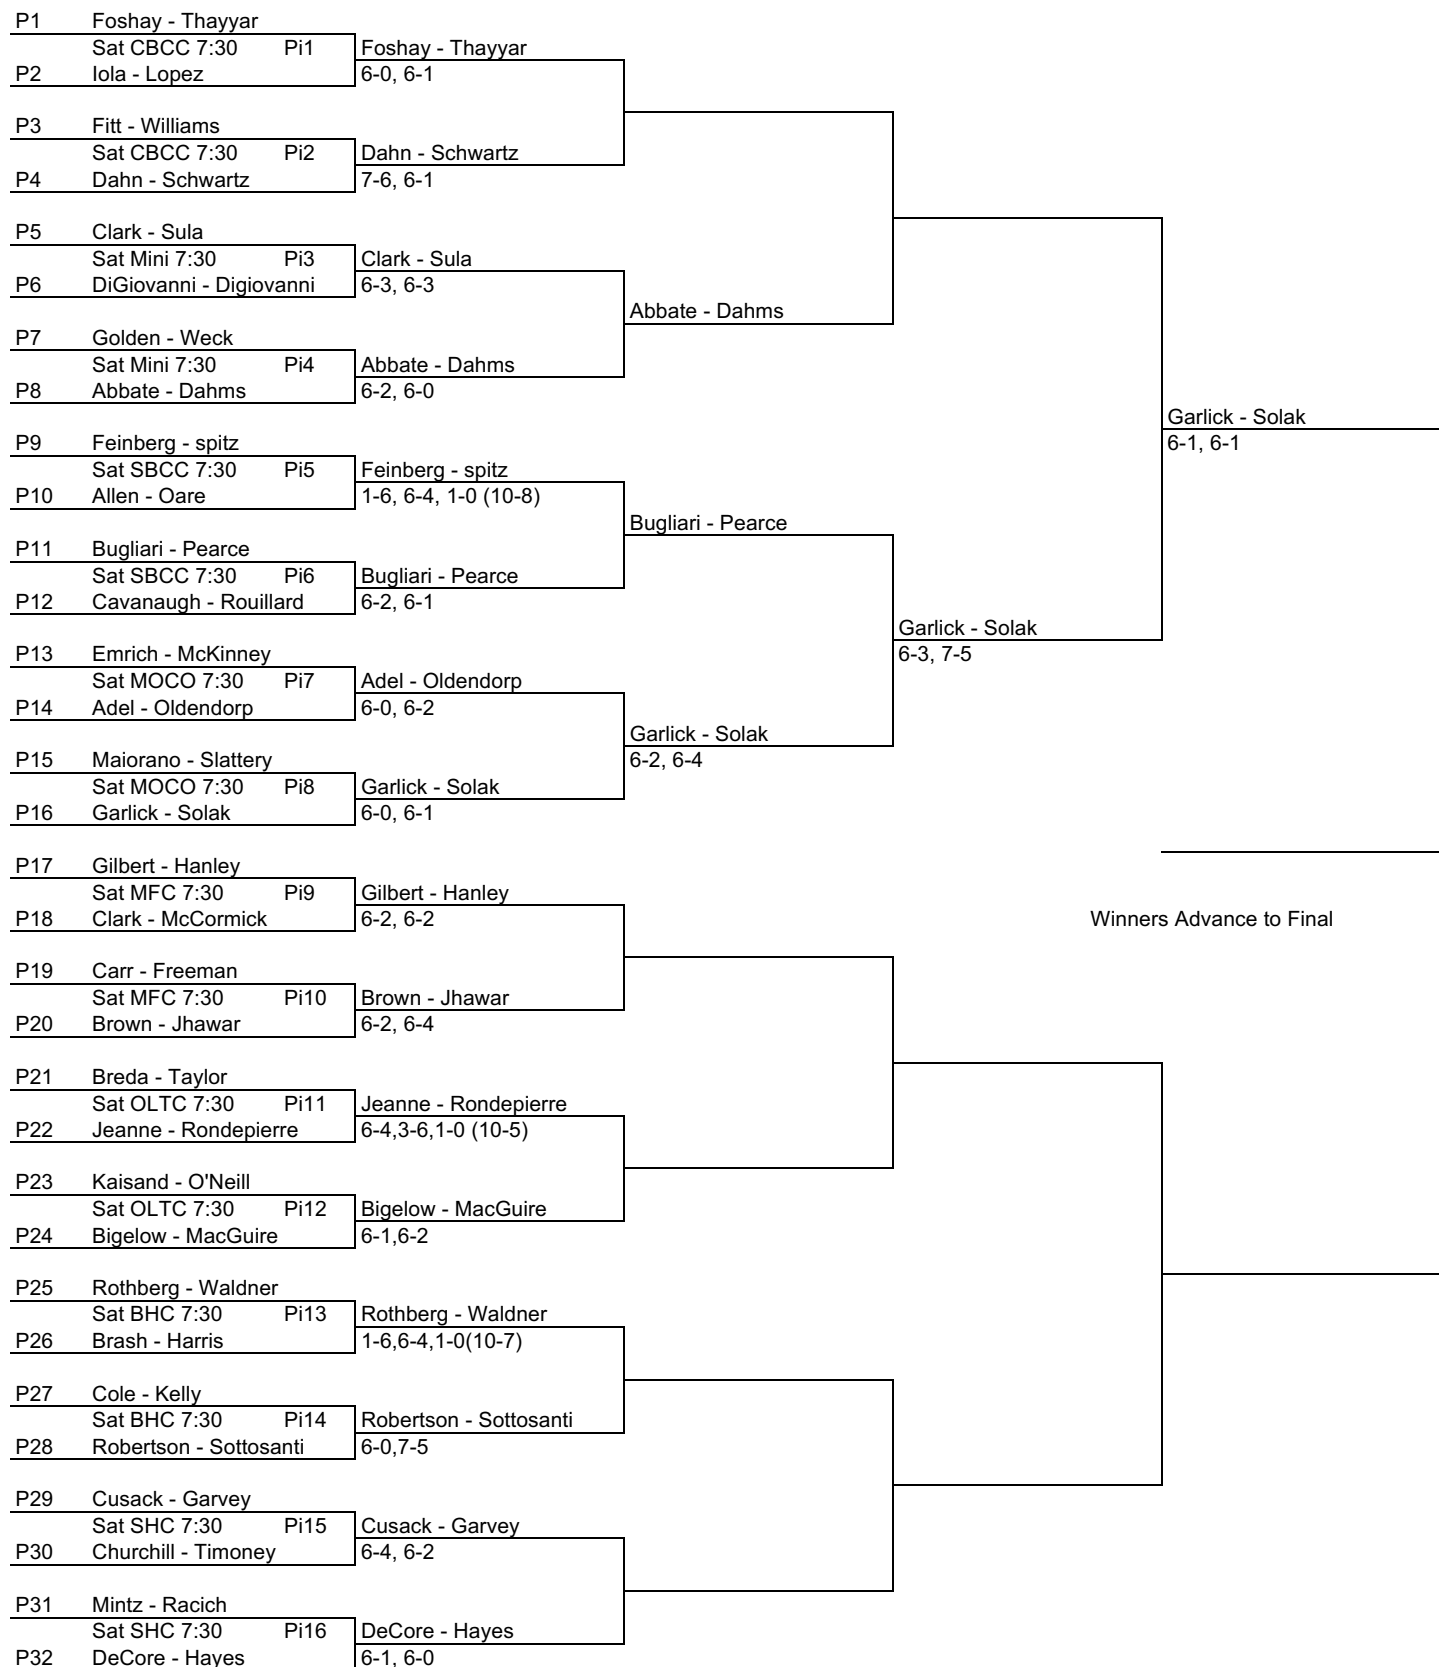 P1 Foshay - Thayyar
Sat CBCC 7:30 Pi1 Foshay - Thayyar
P2 Iola - Lopez 6-0, 6-1
P3 Fitt - Williams
Sat CBCC 7:30 Pi2 Dahn - Schwartz
P4 Dahn - Schwartz 7-6, 6-1
P5 Clark - Sula
Sat Mini 7:30 Pi3 Clark - Sula
P6 DiGiovanni - Digiovanni 6-3, 6-3
Abbate - Dahms
P7 Golden - Weck
Sat Mini 7:30 Pi4 Abbate - Dahms
P8 Abbate - Dahms 6-2, 6-0
Garlick - Solak
P9 Feinberg - spitz 6-1, 6-1
Sat SBCC 7:30 Pi5 Feinberg - spitz
P10 Allen - Oare 1-6, 6-4, 1-0 (10-8)
Bugliari - Pearce
P11 Bugliari - Pearce
Sat SBCC 7:30 Pi6 Bugliari - Pearce
P12 Cavanaugh - Rouillard 6-2, 6-1
Garlick - Solak
P13 Emrich - McKinney 6-3, 7-5
Sat MOCO 7:30 Pi7 Adel - Oldendorp
P14 Adel - Oldendorp 6-0, 6-2
Garlick - Solak
P15 Maiorano - Slattery 6-2, 6-4
Sat MOCO 7:30 Pi8 Garlick - Solak
P16 Garlick - Solak 6-0, 6-1
P17 Gilbert - Hanley
Sat MFC 7:30 Pi9 Gilbert - Hanley
P18 Clark - McCormick 6-2, 6-2 Winners Advance to Final
P19 Carr - Freeman
Sat MFC 7:30 Pi10 Brown - Jhawar
P20 Brown - Jhawar 6-2, 6-4
P21 Breda - Taylor
Sat OLTC 7:30 Pi11 Jeanne - Rondepierre
P22 Jeanne - Rondepierre 6-4,3-6,1-0 (10-5)
P23 Kaisand - O'Neill
Sat OLTC 7:30 Pi12 Bigelow - MacGuire
P24 Bigelow - MacGuire 6-1,6-2
P25 Rothberg - Waldner
Sat BHC 7:30 Pi13 Rothberg - Waldner
P26 Brash - Harris 1-6,6-4,1-0(10-7)
P27 Cole - Kelly
Sat BHC 7:30 Pi14 Robertson - Sottosanti
P28 Robertson - Sottosanti 6-0,7-5
P29 Cusack - Garvey
Sat SHC 7:30 Pi15 Cusack - Garvey
P30 Churchill - Timoney 6-4, 6-2
P31 Mintz - Racich
Sat SHC 7:30 Pi16 DeCore - Hayes
P32 DeCore - Hayes 6-1, 6-0